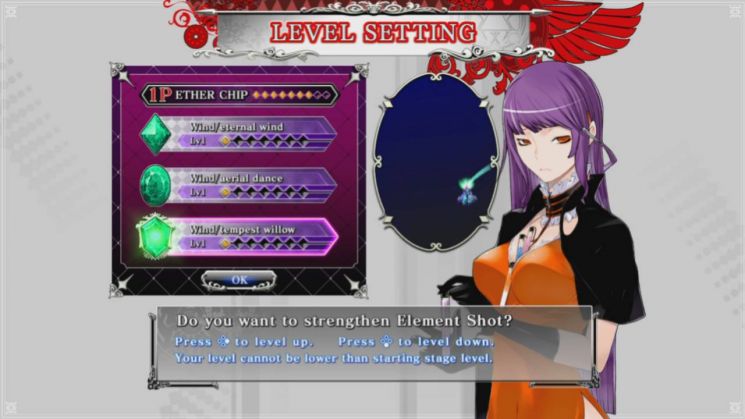 LEVEL SETTING
1P ETHER CHIP
Wind/eternal wind
Lv1
Wind/aerial dance
Lv1
Wind/tempest willow
Lv1
OK
Do you want to strengthen Element Shot?
Press to level up. Press to level down.
Your level cannot be lower than starting stage level.